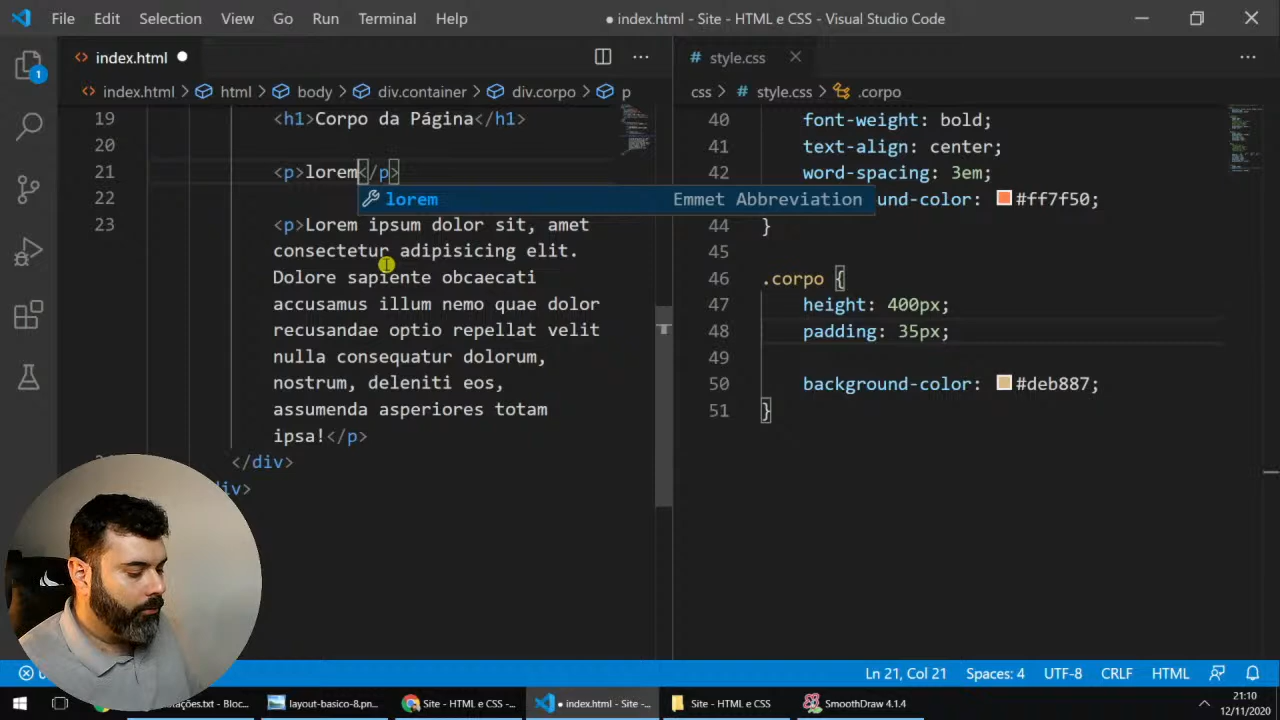 File Edit Selection View Go Run Terminal Help
● index.html - Site - HTML e CSS - Visual Studio Code
index.html ●
index.html > html > body > div.container > div.corpo > p
19 <h1>Corpo da Página</h1>
20
21 <p>lorem</p>
lorem Emmet Abbreviation
22
23 <p>Lorem ipsum dolor sit, amet
consectetur adipisicing elit.
Dolore sapiente obcaecati
accusamus illum nemo quae dolor
recusandae optio repellat velit
nulla consequatur dolorum,
nostrum, deleniti eos,
assumenda asperiores totam
ipsa!</p>
</div>
div>
1
# style.css
css > # style.css > .corpo
40 font-weight: bold;
41 text-align: center;
42 word-spacing: 3em;
und-color: #ff7f50;
44 }
45
46 .corpo {
47 height: 400px;
48 padding: 35px;
49
50 background-color: #deb887;
51 }
Ln 21, Col 21 Spaces: 4 UTF-8 CRLF HTML
tações.txt - Bloc... layout-basico-8.pn... Site - HTML e CSS -... ● index.html - Site -... Site - HTML e CSS SmoothDraw 4.1.4
21:10
12/11/2020